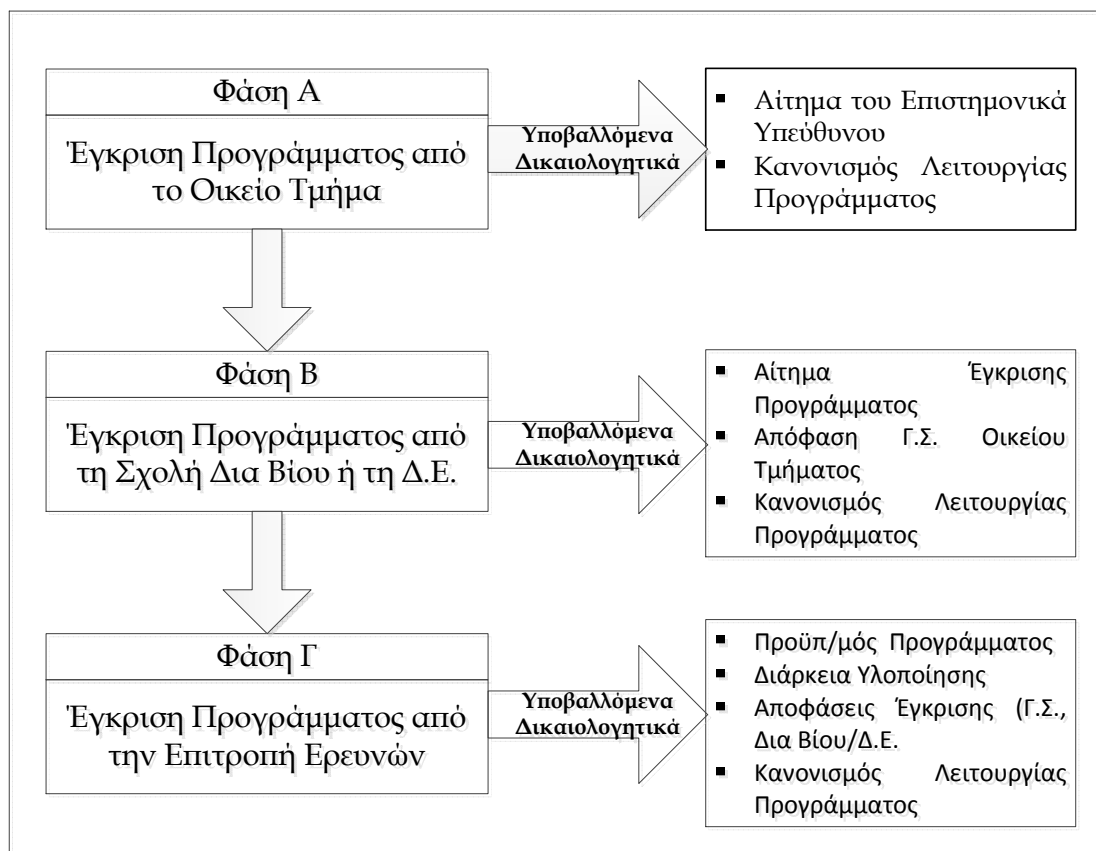 Φάση Α
Έγκριση Προγράμματος από
το Οικείο Τμήμα
Υποβαλλόμενα
Δικαιολογητικά
▪ Αίτημα του Επιστημονικά
Υπεύθυνου
▪ Κανονισμός Λειτουργίας
Προγράμματος
Φάση Β
Έγκριση Προγράμματος από
τη Σχολή Δια Βίου ή τη Δ.Ε.
Υποβαλλόμενα
Δικαιολογητικά
▪ Αίτημα Έγκρισης
Προγράμματος
▪ Απόφαση Γ.Σ. Οικείου
Τμήματος
▪ Κανονισμός Λειτουργίας
Προγράμματος
Φάση Γ
Έγκριση Προγράμματος από
την Επιτροπή Ερευνών
Υποβαλλόμενα
Δικαιολογητικά
▪ Προϋπ/μός Προγράμματος
▪ Διάρκεια Υλοποίησης
▪ Αποφάσεις Έγκρισης (Γ.Σ.,
Δια Βίου/Δ.Ε.
▪ Κανονισμός Λειτουργίας
Προγράμματος